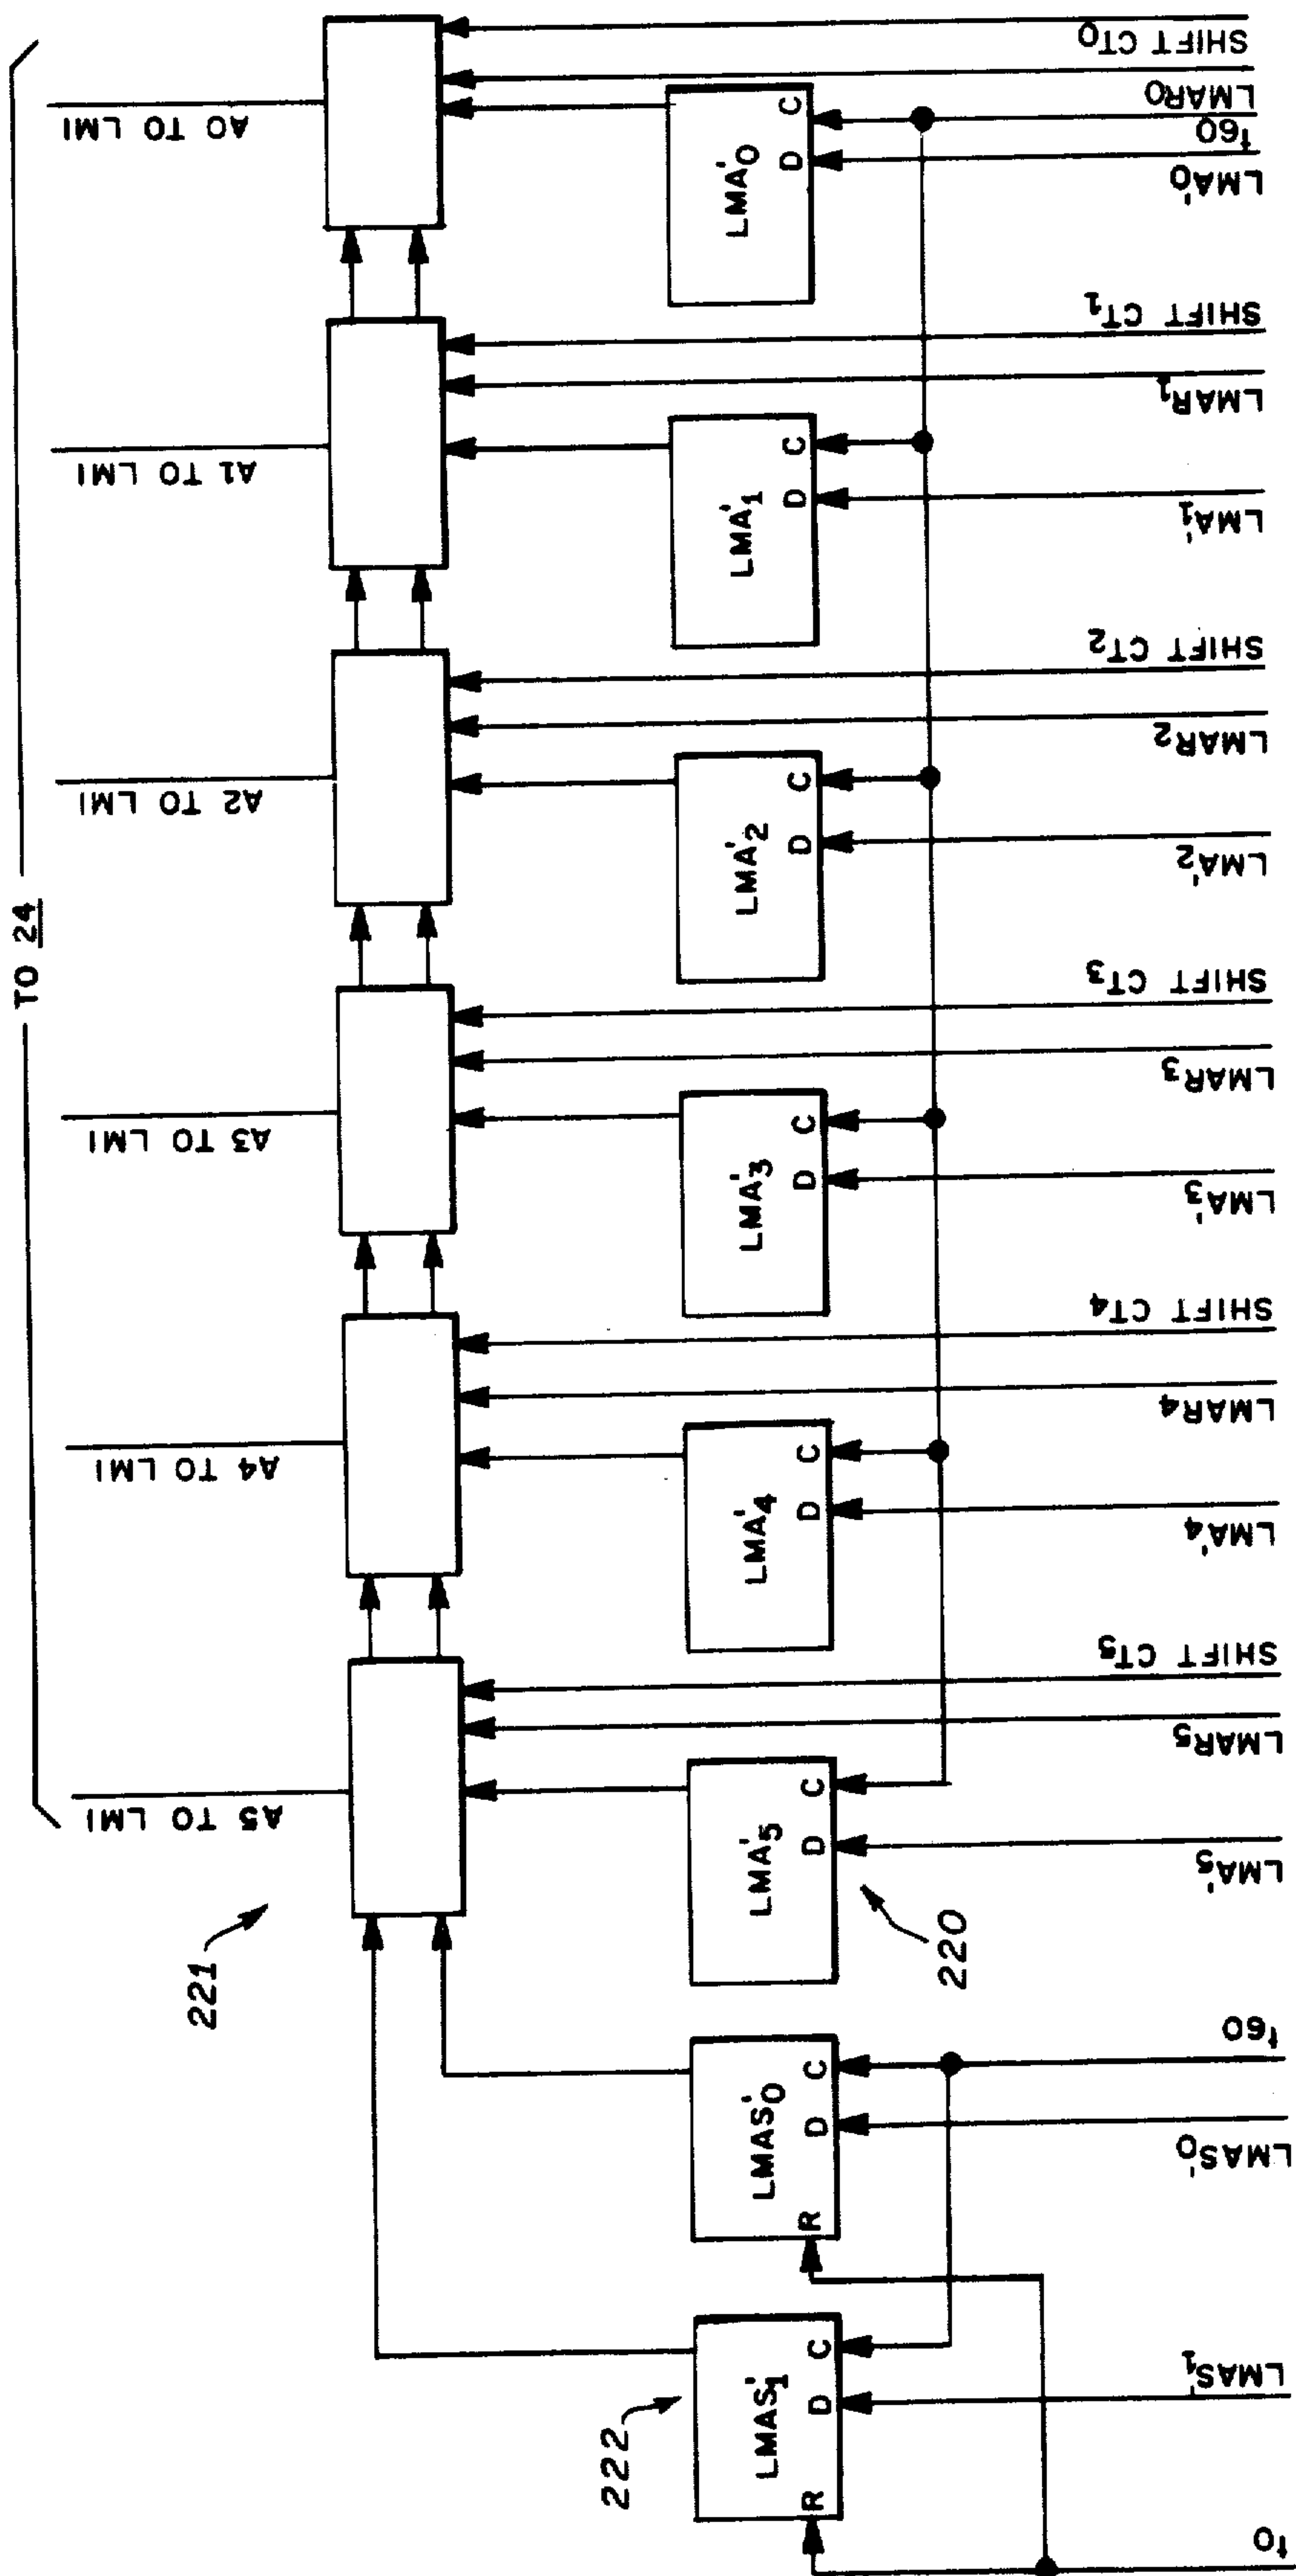 TO 24
A5 TO LMI
A4 TO LMI
A3 TO LMI
A2 TO LMI
A1 TO LMI
A0 TO LMI
221
222
220
LMAS'1
R
D
C
LMAS'0
R
D
C
LMA'5
D
C
LMA'4
D
C
LMA'3
D
C
LMA'2
D
C
LMA'1
D
C
LMA'0
D
C
t0
LMAS'1
LMAS'0
t60
LMA'5
LMAR5
SHIFT CT5
LMA'4
LMAR4
SHIFT CT4
LMA'3
LMAR3
SHIFT CT3
LMA'2
LMAR2
SHIFT CT2
LMA'1
LMAR1
SHIFT CT1
LMA'0
t60
LMAR0
SHIFT CT0